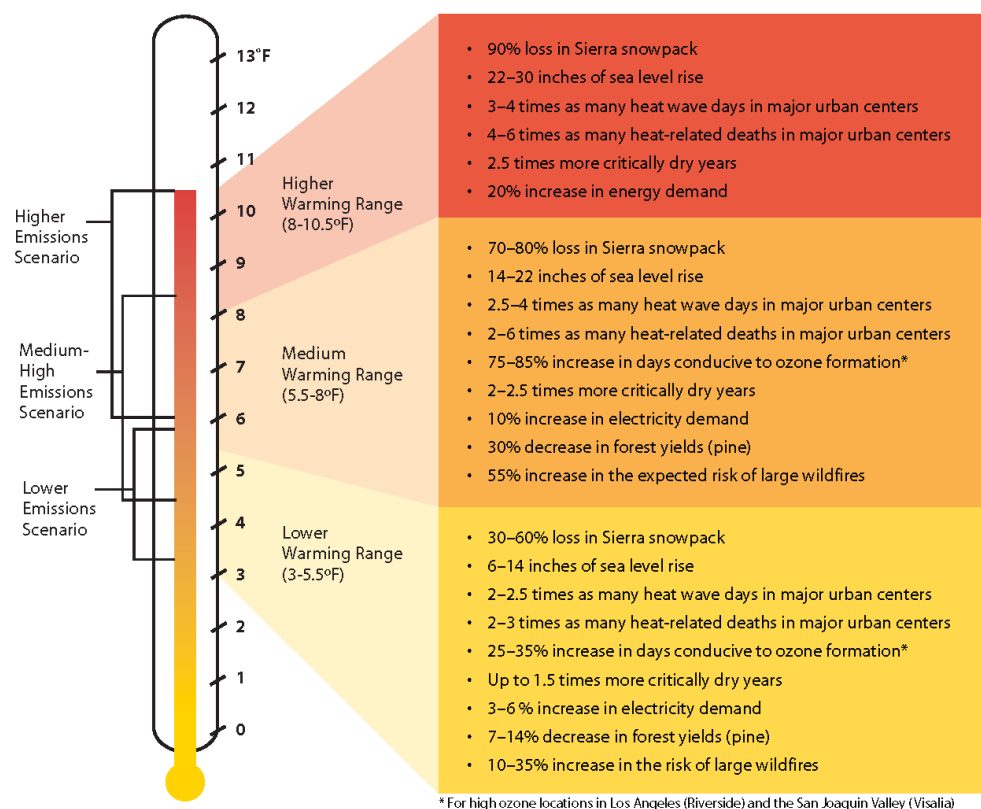 13°F
12
11
10
9
8
7
6
5
4
3
2
1
0
Higher
Emissions
Scenario
Medium-
High
Emissions
Scenario
Lower
Emissions
Scenario
Higher
Warming Range
(8-10.5ºF)
Medium
Warming Range
(5.5-8ºF)
Lower
Warming Range
(3-5.5ºF)
• 90% loss in Sierra snowpack
• 22–30 inches of sea level rise
• 3–4 times as many heat wave days in major urban centers
• 4–6 times as many heat-related deaths in major urban centers
• 2.5 times more critically dry years
• 20% increase in energy demand
• 70–80% loss in Sierra snowpack
• 14–22 inches of sea level rise
• 2.5–4 times as many heat wave days in major urban centers
• 2–6 times as many heat-related deaths in major urban centers
• 75–85% increase in days conducive to ozone formation*
• 2–2.5 times more critically dry years
• 10% increase in electricity demand
• 30% decrease in forest yields (pine)
• 55% increase in the expected risk of large wildfires
• 30–60% loss in Sierra snowpack
• 6–14 inches of sea level rise
• 2–2.5 times as many heat wave days in major urban centers
• 2–3 times as many heat-related deaths in major urban centers
• 25–35% increase in days conducive to ozone formation*
• Up to 1.5 times more critically dry years
• 3–6 % increase in electricity demand
• 7–14% decrease in forest yields (pine)
• 10–35% increase in the risk of large wildfires
* For high ozone locations in Los Angeles (Riverside) and the San Joaquin Valley (Visalia)